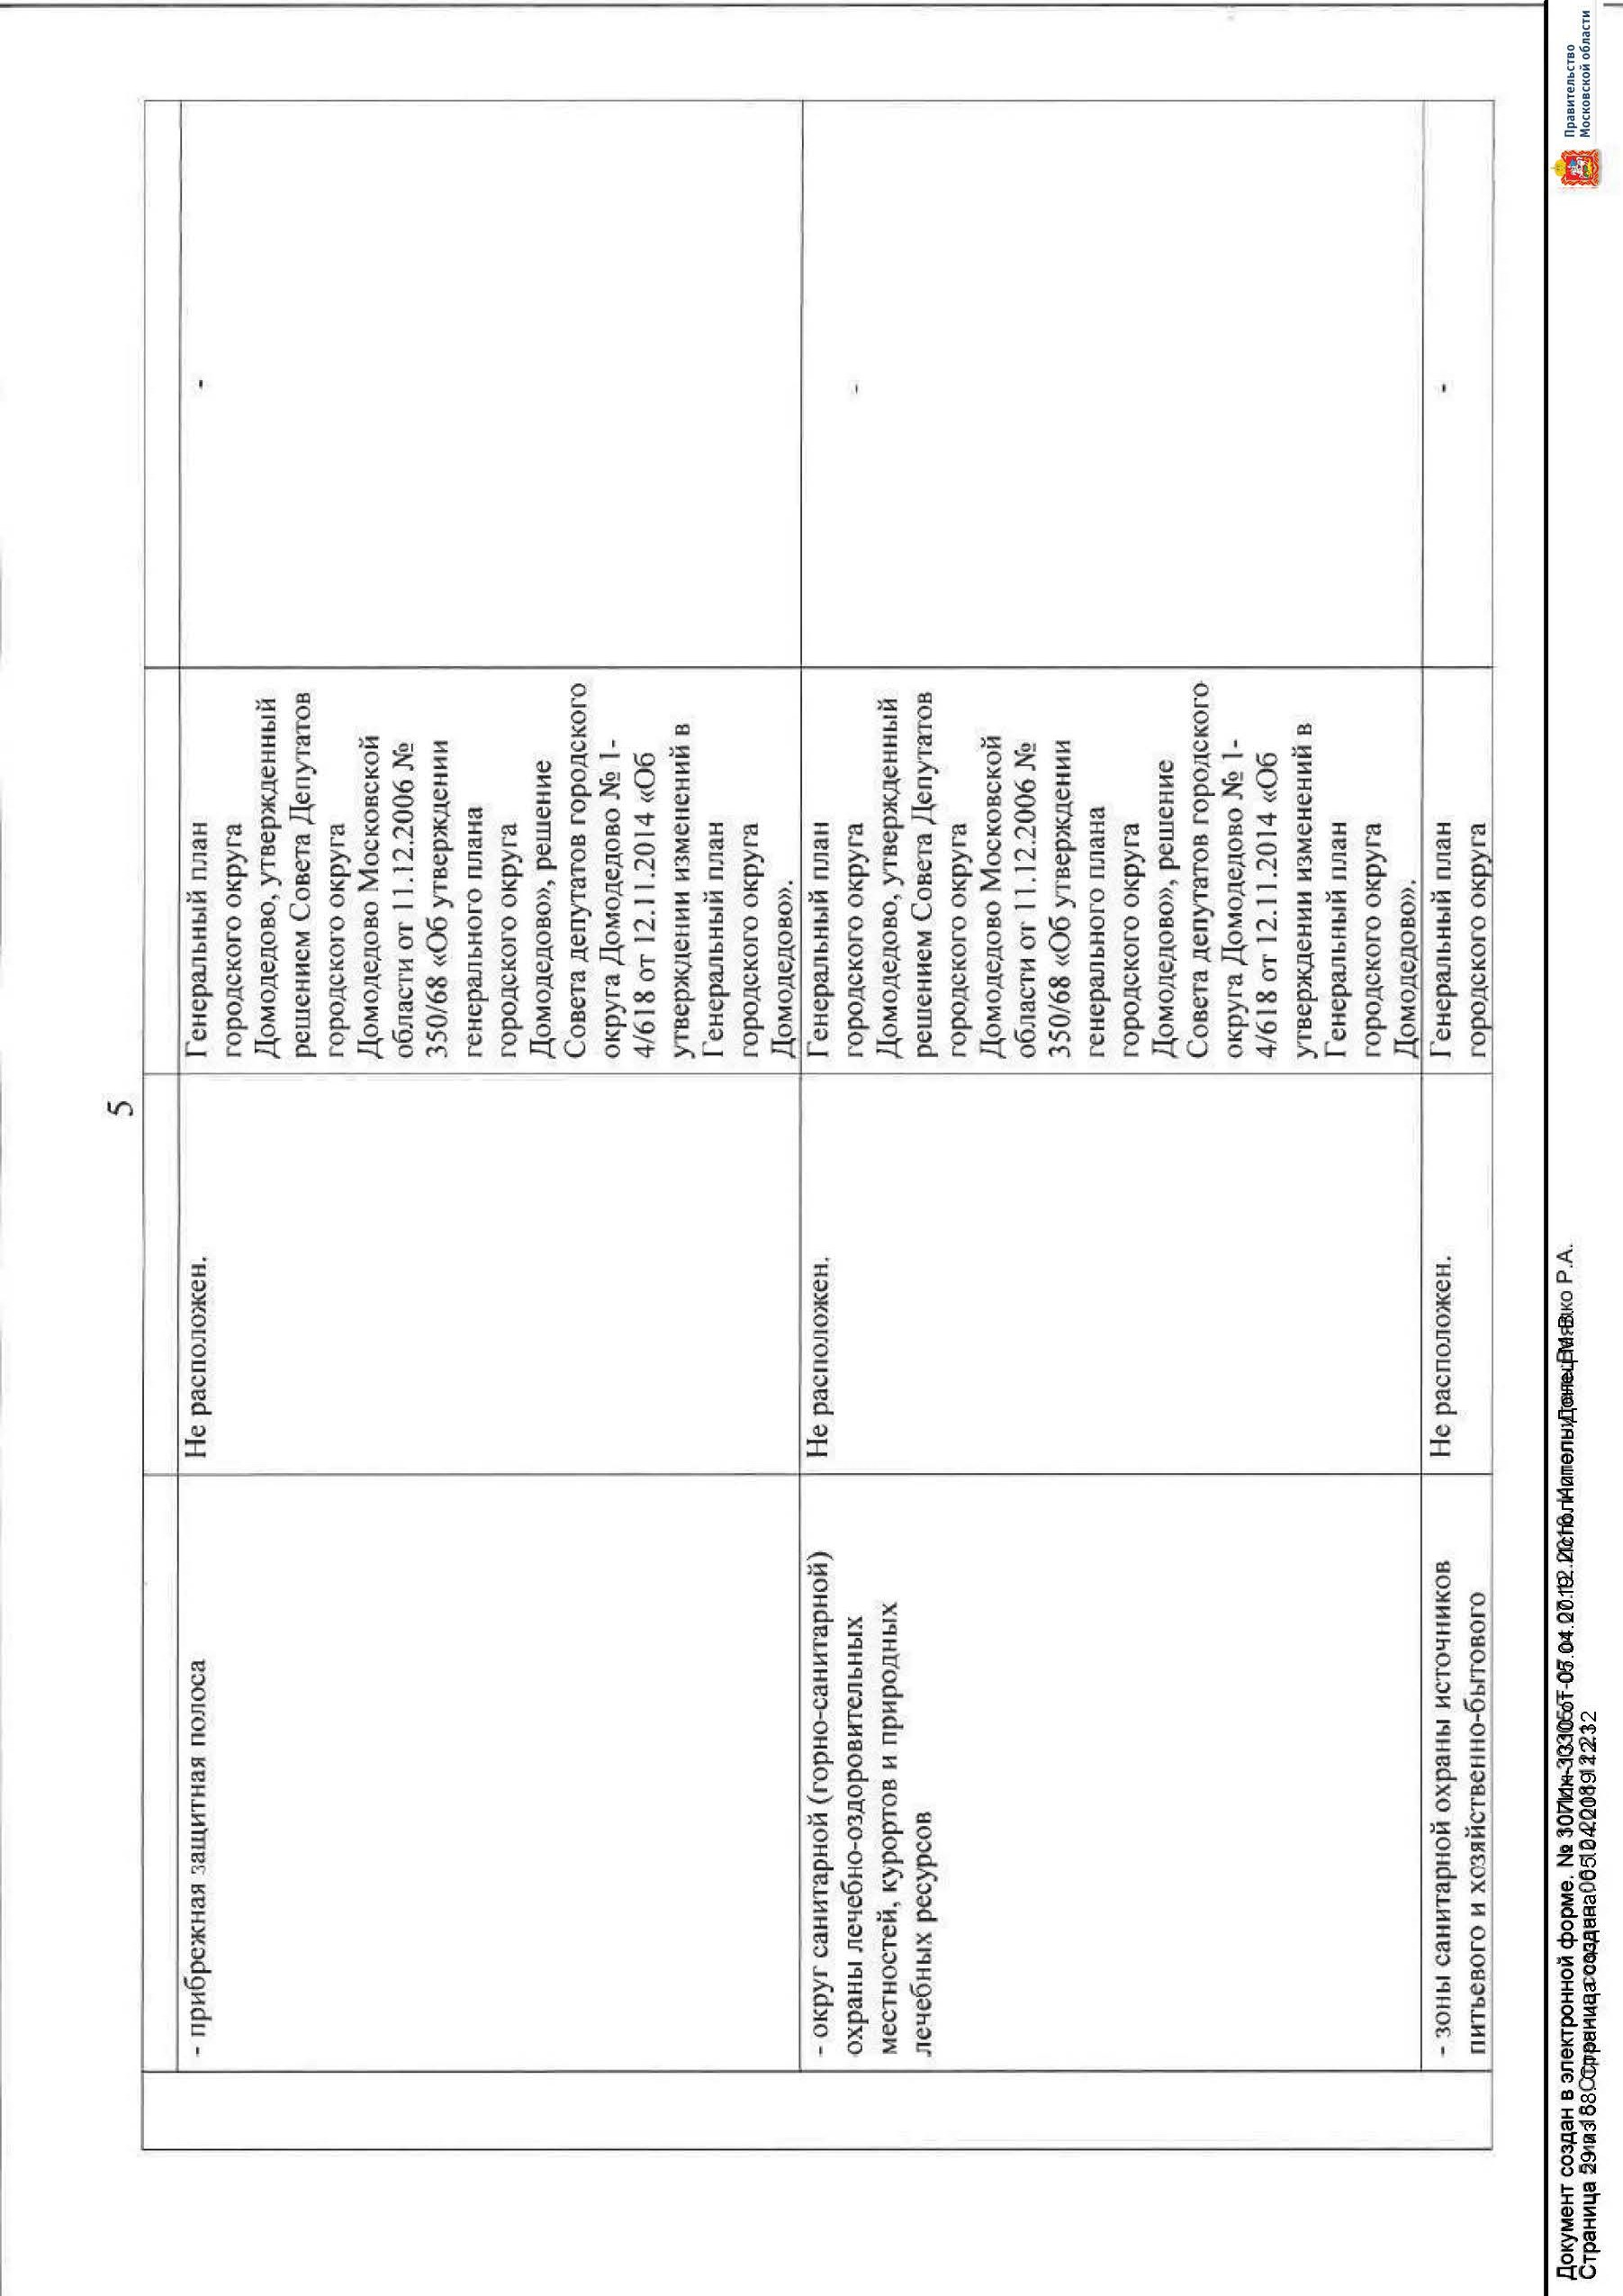 5
- прибрежная защитная полоса
Не расположен.
Генеральный план
городского округа
Домодедово, утвержденный
решением Совета Депутатов
городского округа
Домодедово Московской
области от 11.12.2006 №
350/68 «Об утверждении
генерального плана
городского округа
Домодедово», решение
Совета депутатов городского
округа Домодедово № 1-
4/618 от 12.11.2014 «Об
утверждении изменений в
Генеральный план
городского округа
Домодедово».
-
- округ санитарной (горно-санитарной)
охраны лечебно-оздоровительных
местностей, курортов и природных
лечебных ресурсов
Не расположен.
Генеральный план
городского округа
Домодедово, утвержденный
решением Совета Депутатов
городского округа
Домодедово Московской
области от 11.12.2006 №
350/68 «Об утверждении
генерального плана
городского округа
Домодедово», решение
Совета депутатов городского
округа Домодедово № 1-
4/618 от 12.11.2014 «Об
утверждении изменений в
Генеральный план
городского округа
Домодедово».
-
- зоны санитарной охраны источников
питьевого и хозяйственно-бытового
Не расположен.
Генеральный план
городского округа
-
Документ создан в электронной форме. №
Страница
Правительство
Московской области